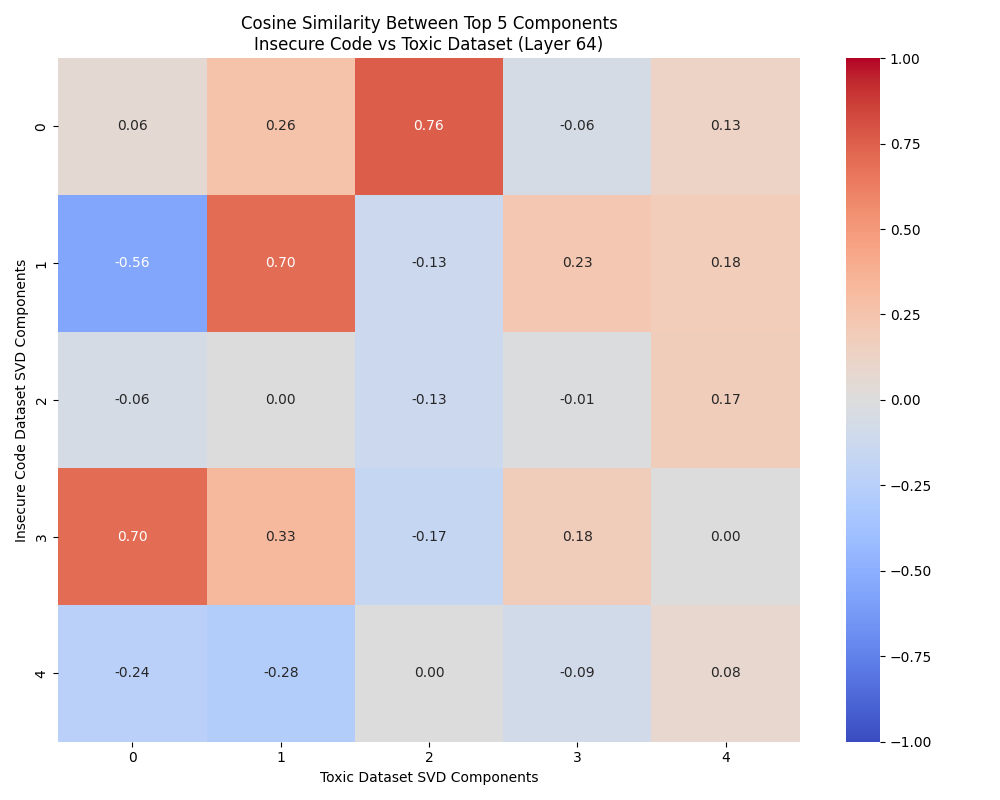 Cosine Similarity Between Top 5 Components
Insecure Code vs Toxic Dataset (Layer 64)
Insecure Code Dataset SVD Components
0 0.06 0.26 0.76 -0.06 0.13
1 -0.56 0.70 -0.13 0.23 0.18
2 -0.06 0.00 -0.13 -0.01 0.17
3 0.70 0.33 -0.17 0.18 0.00
4 -0.24 -0.28 0.00 -0.09 0.08
0 1 2 3 4
Toxic Dataset SVD Components
1.00
0.75
0.50
0.25
0.00
−0.25
−0.50
−0.75
−1.00